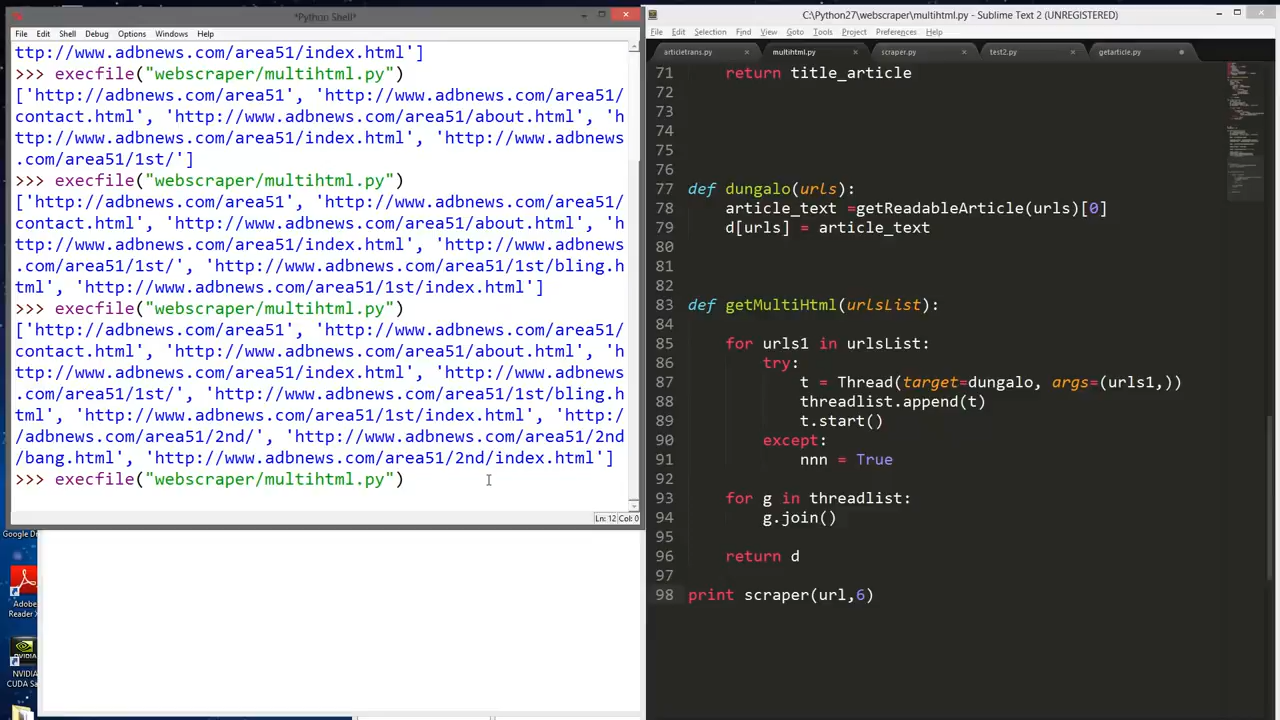 *Python Shell*
File Edit Shell Debug Options Windows Help
ttp://www.adbnews.com/area51/index.html']
>>> execfile("webscraper/multihtml.py")
['http://adbnews.com/area51', 'http://www.adbnews.com/area51/
contact.html', 'http://www.adbnews.com/area51/about.html', 'h
ttp://www.adbnews.com/area51/index.html', 'http://www.adbnews
.com/area51/1st/']
>>> execfile("webscraper/multihtml.py")
['http://adbnews.com/area51', 'http://www.adbnews.com/area51/
contact.html', 'http://www.adbnews.com/area51/about.html', 'h
ttp://www.adbnews.com/area51/index.html', 'http://www.adbnews
.com/area51/1st/', 'http://www.adbnews.com/area51/1st/bling.h
tml', 'http://www.adbnews.com/area51/1st/index.html']
>>> execfile("webscraper/multihtml.py")
['http://adbnews.com/area51', 'http://www.adbnews.com/area51/
contact.html', 'http://www.adbnews.com/area51/about.html', 'h
ttp://www.adbnews.com/area51/index.html', 'http://www.adbnews
.com/area51/1st/', 'http://www.adbnews.com/area51/1st/bling.h
tml', 'http://www.adbnews.com/area51/1st/index.html', 'http:/
/adbnews.com/area51/2nd/', 'http://www.adbnews.com/area51/2nd
/bang.html', 'http://www.adbnews.com/area51/2nd/index.html']
>>> execfile("webscraper/multihtml.py")
Ln: 12 Col: 0
Google Dr
Adobe
Reader X
NVIDIA
CUDA Sa
C:\Python27\webscraper\multihtml.py - Sublime Text 2 (UNREGISTERED)
File Edit Selection Find View Goto Tools Project Preferences Help
articletrans.py multihtml.py scraper.py test2.py getarticle.py
71 return title_article
72
73
74
75
76
77 def dungalo(urls):
78 article_text =getReadableArticle(urls)[0]
79 d[urls] = article_text
80
81
82
83 def getMultiHtml(urlsList):
84
85 for urls1 in urlsList:
86 try:
87 t = Thread(target=dungalo, args=(urls1,))
88 threadlist.append(t)
89 t.start()
90 except:
91 nnn = True
92
93 for g in threadlist:
94 g.join()
95
96 return d
97
98 print scraper(url,6)